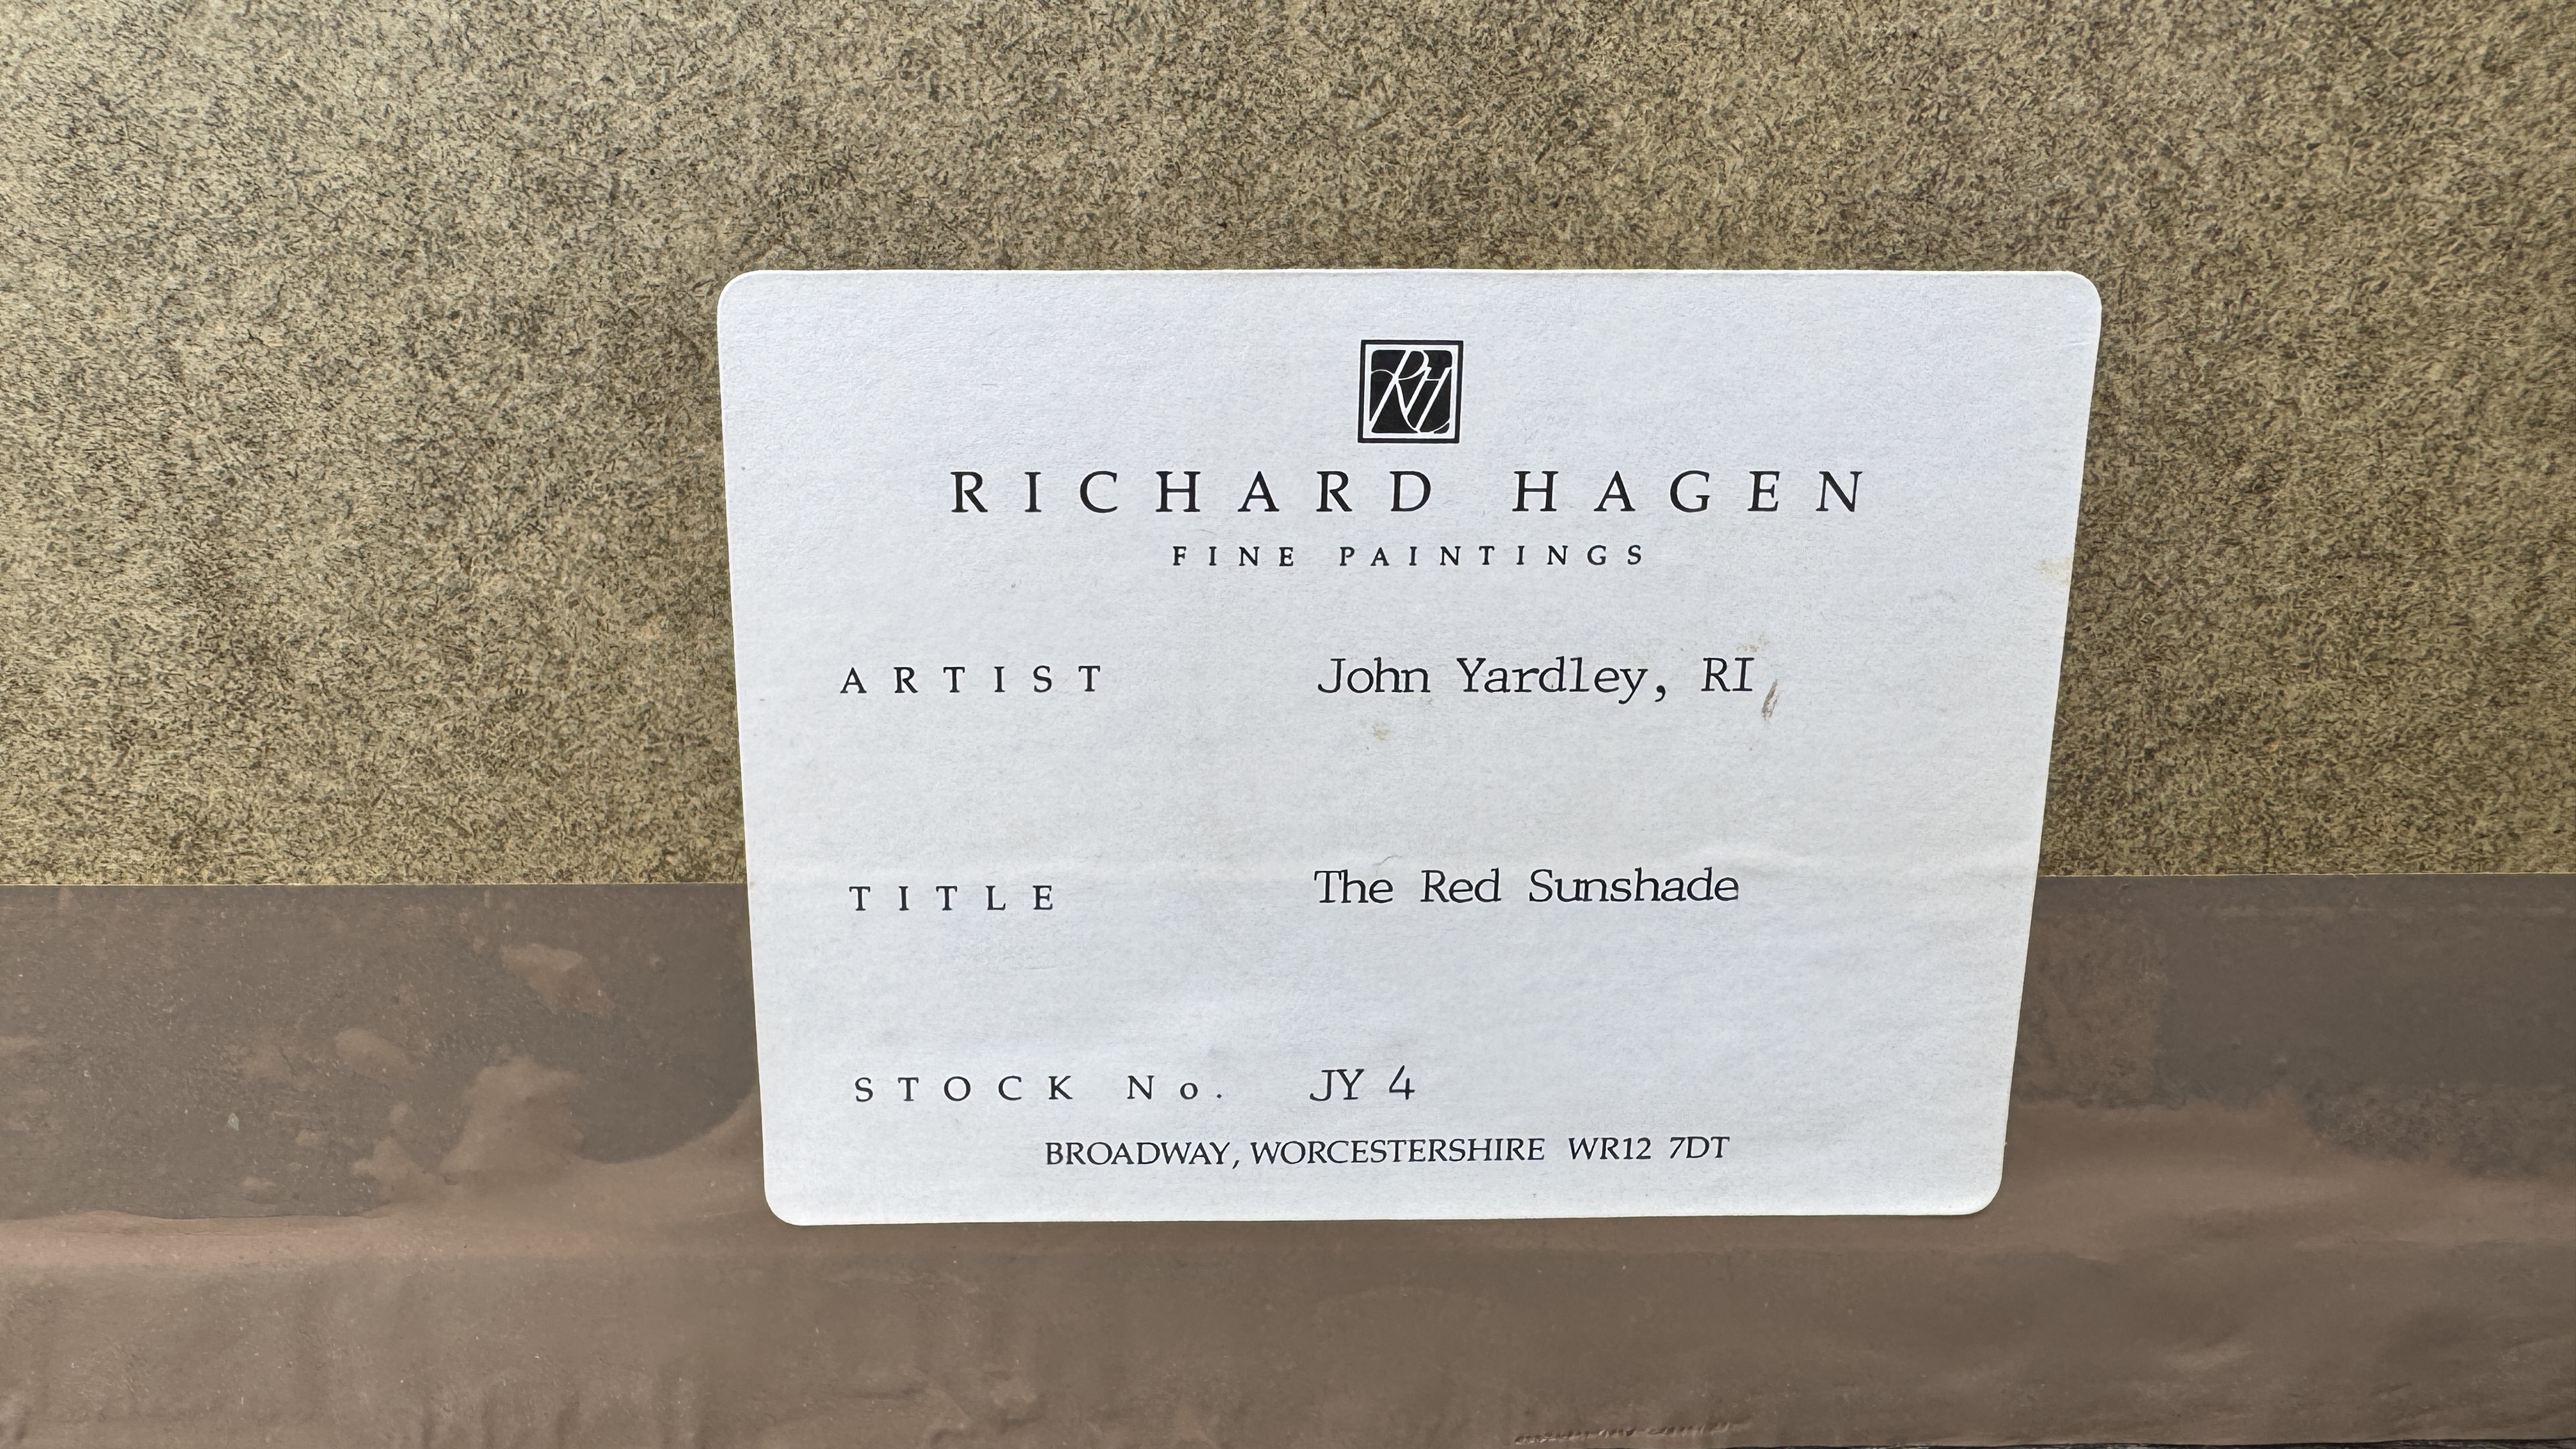 RH
RICHARD HAGEN
FINE PAINTINGS
ARTIST John Yardley, RI
TITLE The Red Sunshade
STOCK No. JY 4
BROADWAY, WORCESTERSHIRE WR12 7DT